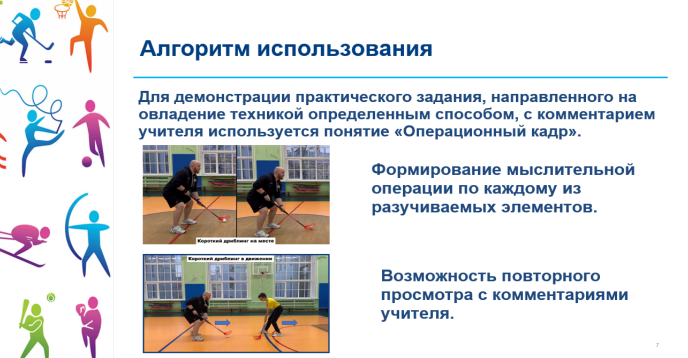 Алгоритм использования
Для демонстрации практического задания, направленного на
овладение техникой определенным способом, с комментарием
учителя используется понятие «Операционный кадр».
Формирование мыслительной
операции по каждому из
разучиваемых элементов.
Короткий дриблинг на месте
Короткий дриблинг в движении
Возможность повторного
просмотра с комментариями
учителя.
7